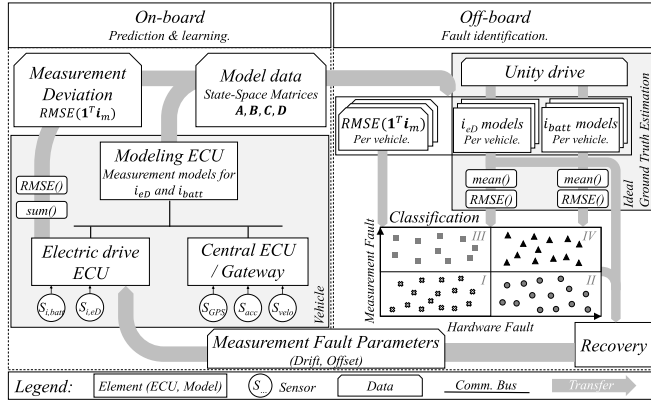 On-board
Prediction & learning.
Off-board
Fault identification.
Measurement
Deviation
RMSE(𝟏ᵀ𝒊ₘ)
Model data
State-Space Matrices
A, B, C, D
Unity drive
RMSE(𝟏ᵀ𝒊ₘ)
Per vehicle.
i_eD models
Per vehicle.
i_batt models
Per vehicle.
Ideal
Ground Truth Estimation
Modeling ECU
Measurement models for
i_eD and i_batt
RMSE()
sum()
mean()
RMSE()
mean()
RMSE()
Electric drive
ECU
Central ECU
/ Gateway
S_i,batt
S_i,eD
S_GPS
S_acc
S_velo
Vehicle
Classification
Measurement Fault
III
IV
I
II
Hardware Fault
Measurement Fault Parameters
(Drift, Offset)
Recovery
Legend:
Element (ECU, Model)
S_...
Sensor
Data
Comm. Bus
Transfer